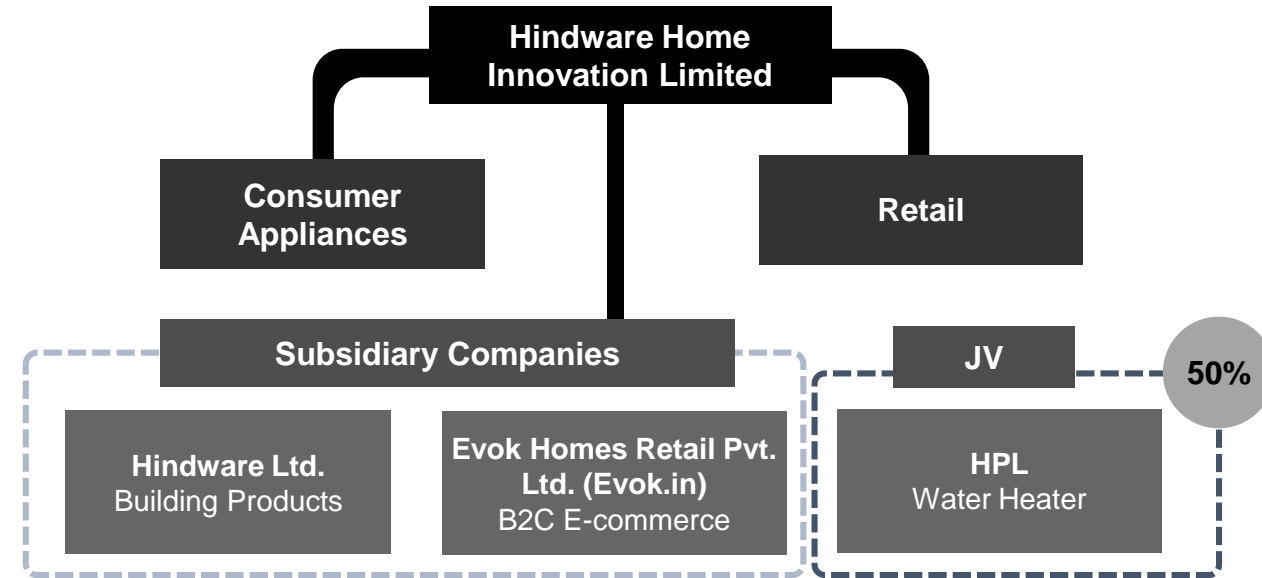 Hindware Home
Innovation Limited
Consumer
Appliances
Retail
Subsidiary Companies
JV
50%
Hindware Ltd.
Building Products
Evok Homes Retail Pvt.
Ltd. (Evok.in)
B2C E-commerce
HPL
Water Heater